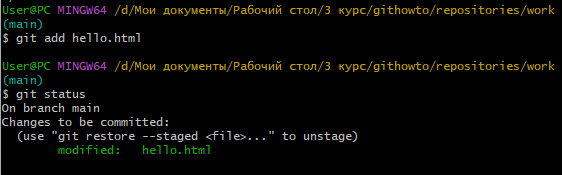 User@PC MINGW64 /d/Мои документы/Рабочий стол/3 курс/githowto/repositories/work
(main)
$ git add hello.html
User@PC MINGW64 /d/Мои документы/Рабочий стол/3 курс/githowto/repositories/work
(main)
$ git status
On branch main
Changes to be committed:
  (use "git restore --staged <file>..." to unstage)
        modified:   hello.html